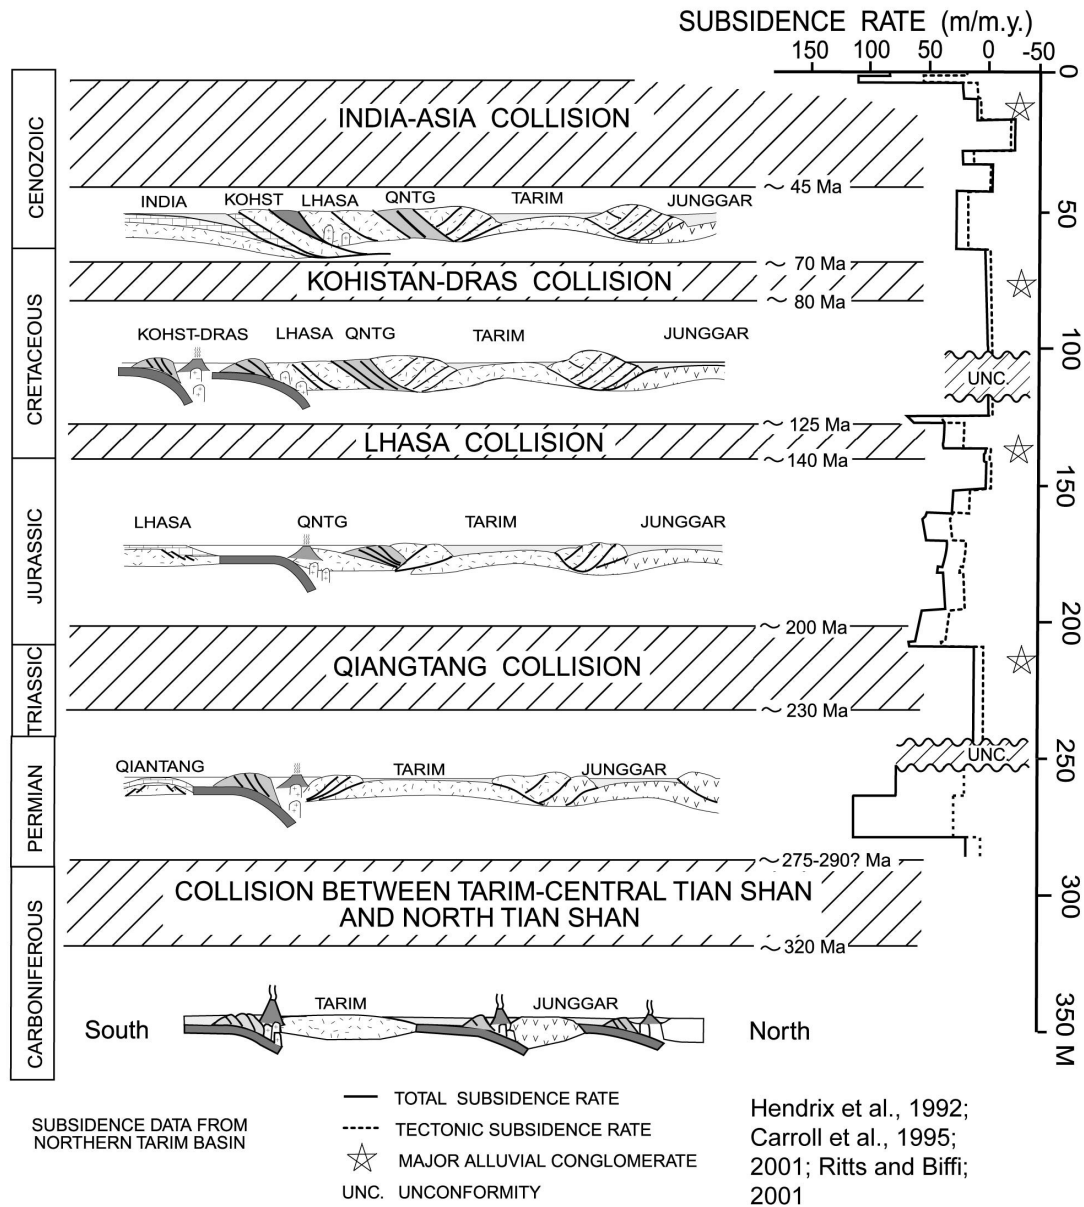 SUBSIDENCE RATE (m/m.y.)
150 100 50 0 -50
0
50
100
150
200
250
300
350 M
CENOZOIC
CRETACEOUS
JURASSIC
TRIASSIC
PERMIAN
CARBONIFEROUS
INDIA-ASIA COLLISION
~ 45 Ma
INDIA KOHST LHASA QNTG TARIM JUNGGAR
~ 70 Ma
KOHISTAN-DRAS COLLISION
~ 80 Ma
KOHST-DRAS LHASA QNTG TARIM JUNGGAR
UNC.
~ 125 Ma
LHASA COLLISION
~ 140 Ma
LHASA QNTG TARIM JUNGGAR
~ 200 Ma
QIANGTANG COLLISION
~ 230 Ma
UNC.
QIANTANG TARIM JUNGGAR
~ 275-290? Ma
COLLISION BETWEEN TARIM-CENTRAL TIAN SHAN
AND NORTH TIAN SHAN
~ 320 Ma
TARIM JUNGGAR
South North
SUBSIDENCE DATA FROM
NORTHERN TARIM BASIN
TOTAL SUBSIDENCE RATE
TECTONIC SUBSIDENCE RATE
MAJOR ALLUVIAL CONGLOMERATE
UNC. UNCONFORMITY
Hendrix et al., 1992;
Carroll et al., 1995;
2001; Ritts and Biffi;
2001